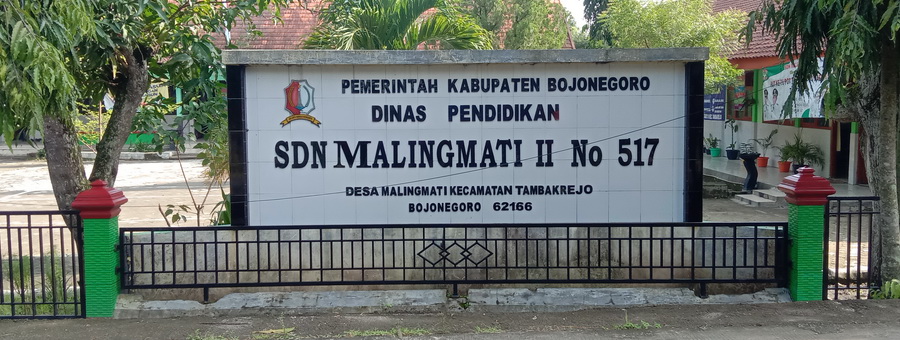 PEMERINTAH KABUPATEN BOJONEGORO
DINAS PENDIDIKAN
SDN MALINGMATI II No 517
DESA MALINGMATI KECAMATAN TAMBAKREJO
BOJONEGORO 62166